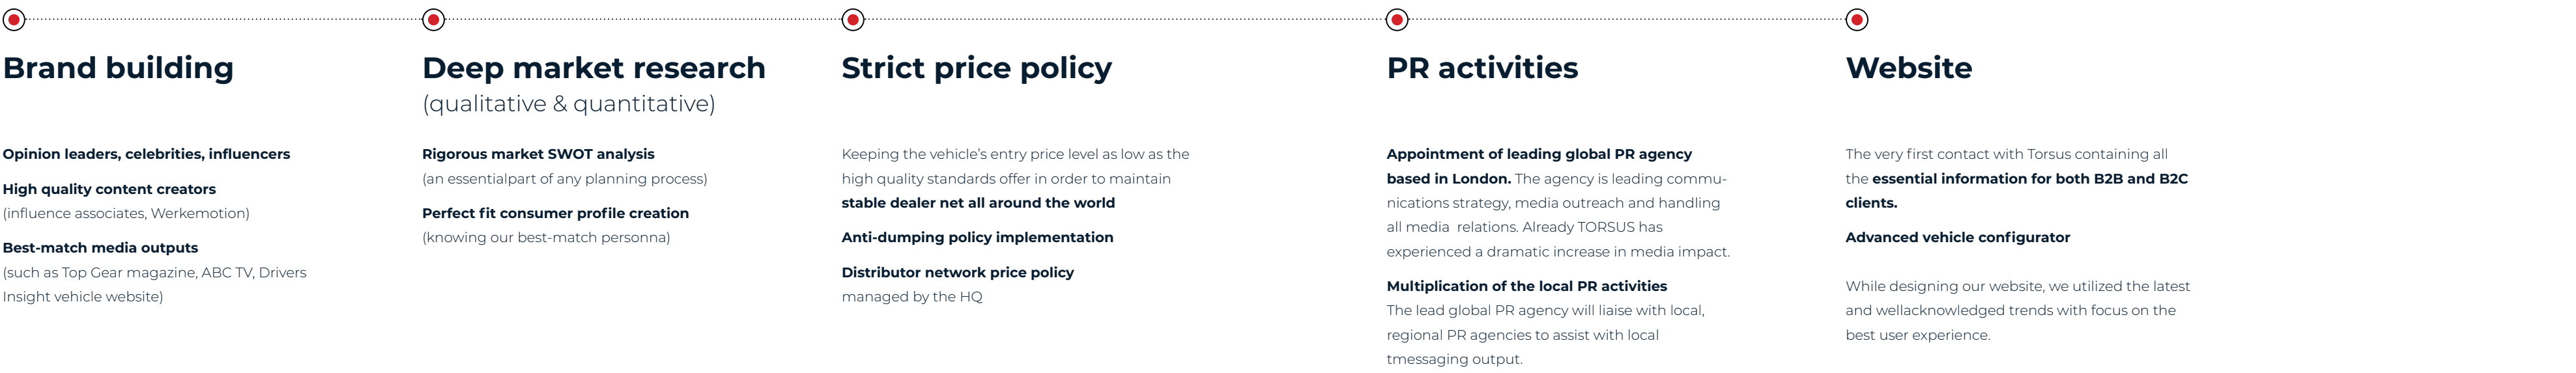 Brand building
Opinion leaders, celebrities, influencers
High quality content creators
(influence associates, Werkemotion)
Best-match media outputs
(such as Top Gear magazine, ABC TV, Drivers
Insight vehicle website)
Deep market research
(qualitative & quantitative)
Rigorous market SWOT analysis
(an essentialpart of any planning process)
Perfect fit consumer profile creation
(knowing our best-match personna)
Strict price policy
Keeping the vehicle’s entry price level as low as the
high quality standards offer in order to maintain
stable dealer net all around the world
Anti-dumping policy implementation
Distributor network price policy
managed by the HQ
PR activities
Appointment of leading global PR agency
based in London. The agency is leading commu-
nications strategy, media outreach and handling
all media  relations. Already TORSUS has
experienced a dramatic increase in media impact.
Multiplication of the local PR activities
The lead global PR agency will liaise with local,
regional PR agencies to assist with local
tmessaging output.
Website
The very first contact with Torsus containing all
the essential information for both B2B and B2C
clients.
Advanced vehicle configurator
While designing our website, we utilized the latest
and wellacknowledged trends with focus on the
best user experience.